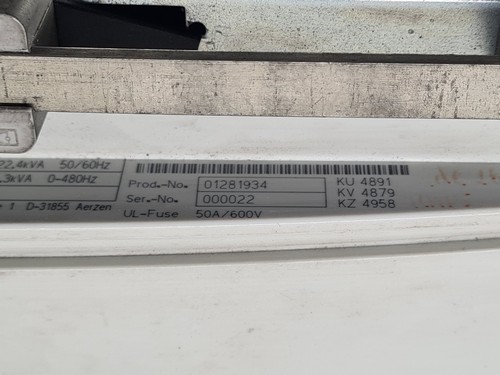 22,4kVA 50/60Hz
,3kVA 0-480Hz
1 D-31855 Aerzen
Prod.-No. 01281934
Ser.-No. 000022
UL-Fuse 50A/600V
KU 4891
KV 4879
KZ 4958